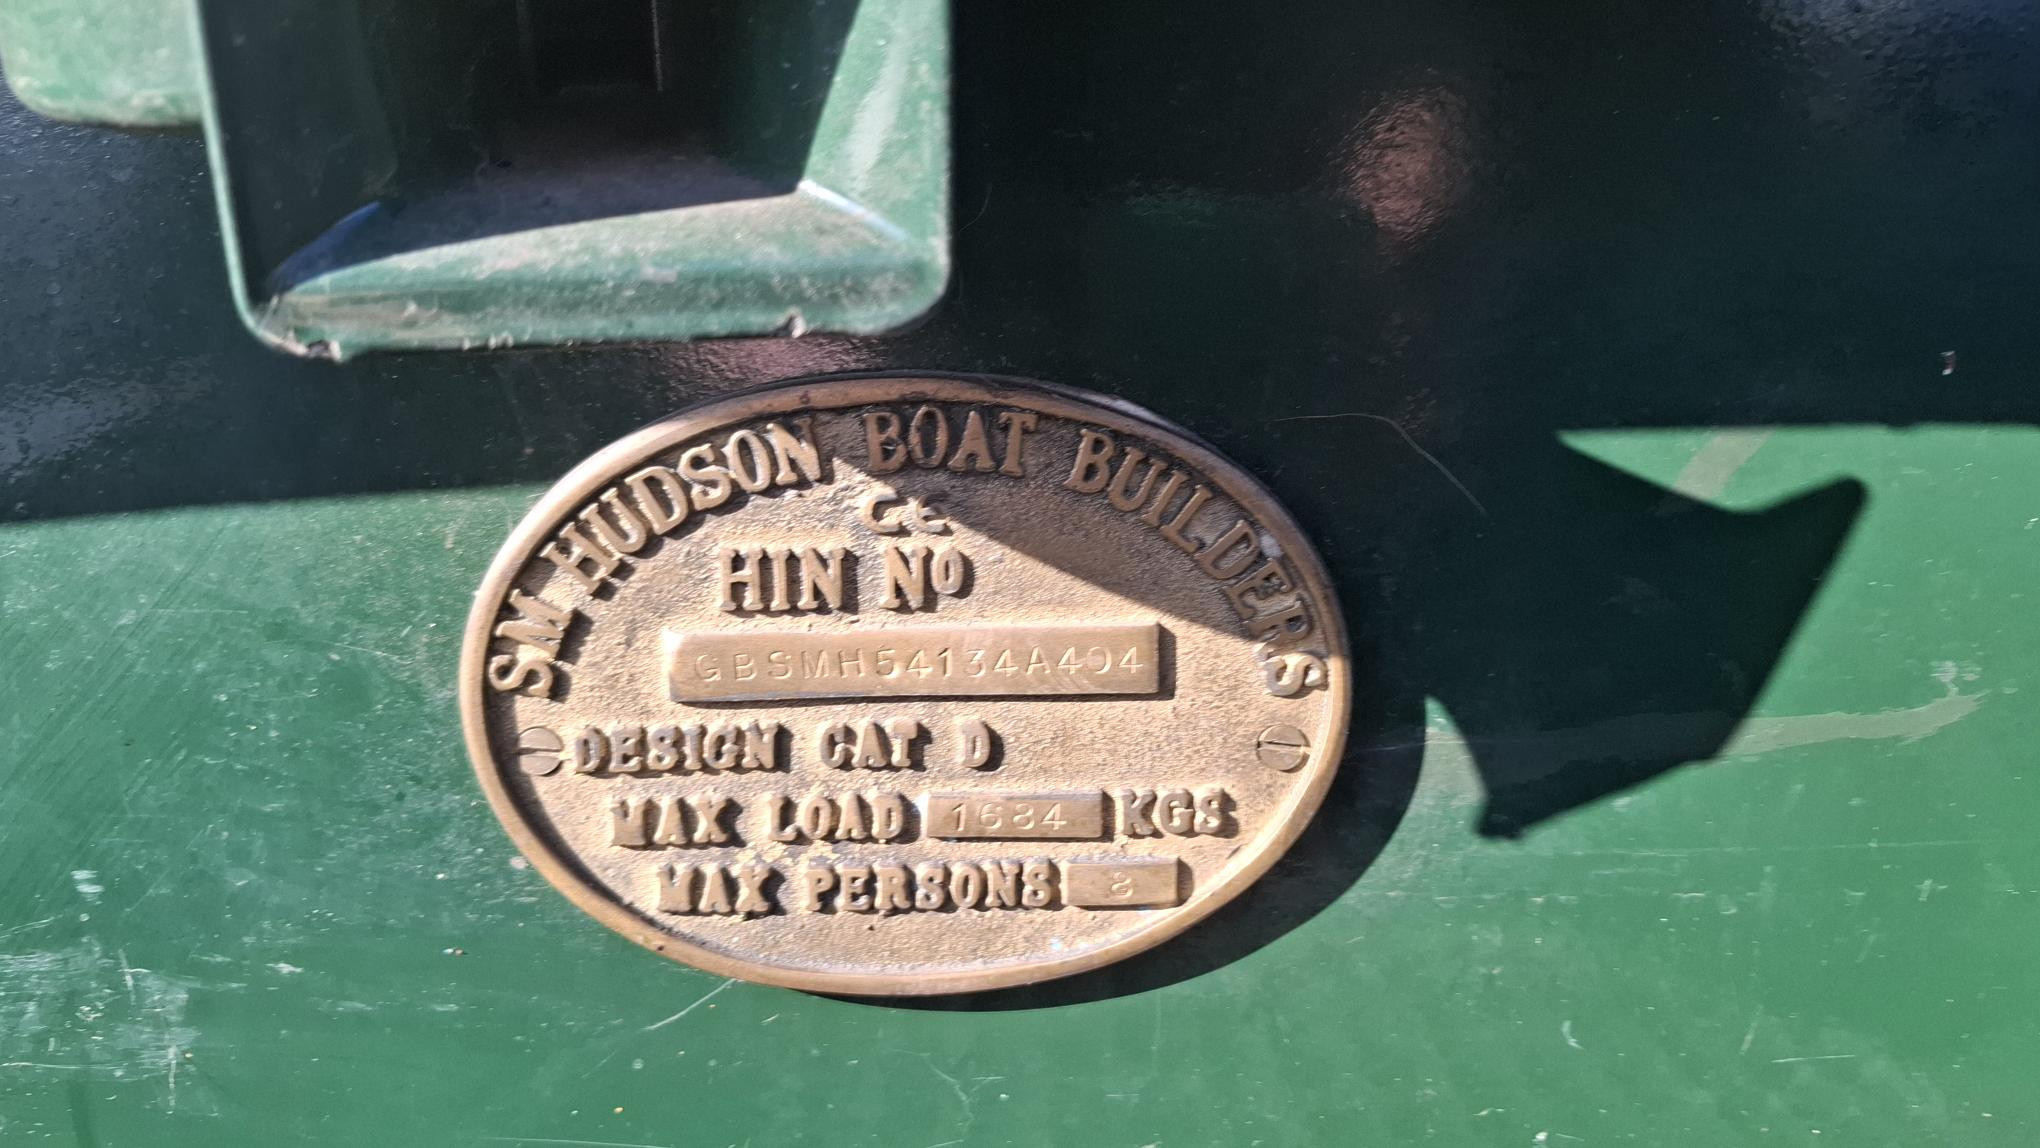 SM HUDSON BOAT BUILDERS
CE
HIN Nº
GBSMH54134A404
DESIGN CAT D
MAX LOAD 1684 KGS
MAX PERSONS 8